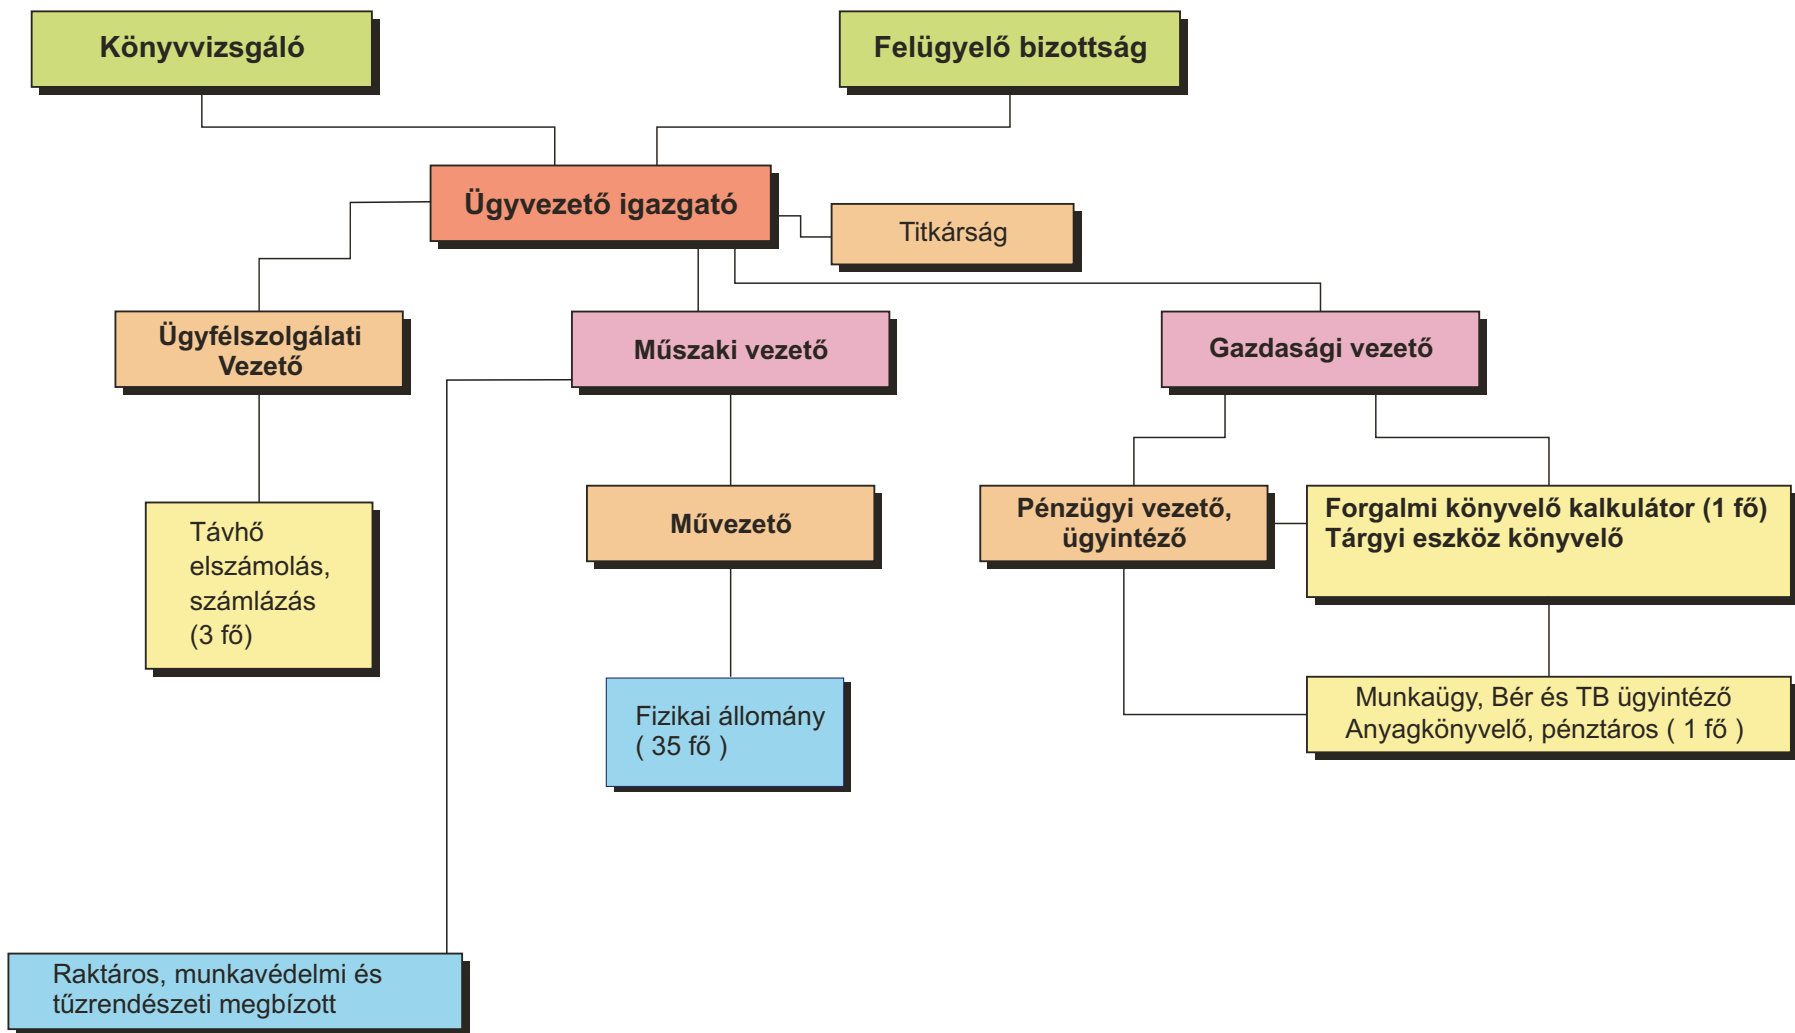 Könyvvizsgáló
Felügyelő bizottság
Ügyvezető igazgató
Titkárság
Ügyfélszolgálati
Vezető
Műszaki vezető
Gazdasági vezető
Távhő
elszámolás,
számlázás
(3 fő)
Művezető
Pénzügyi vezető,
ügyintéző
Forgalmi könyvelő kalkulátor (1 fő)
Tárgyi eszköz könyvelő
Fizikai állomány
( 35 fő )
Munkaügy, Bér és TB ügyintéző
Anyagkönyvelő, pénztáros ( 1 fő )
Raktáros, munkavédelmi és
tűzrendészeti megbízott